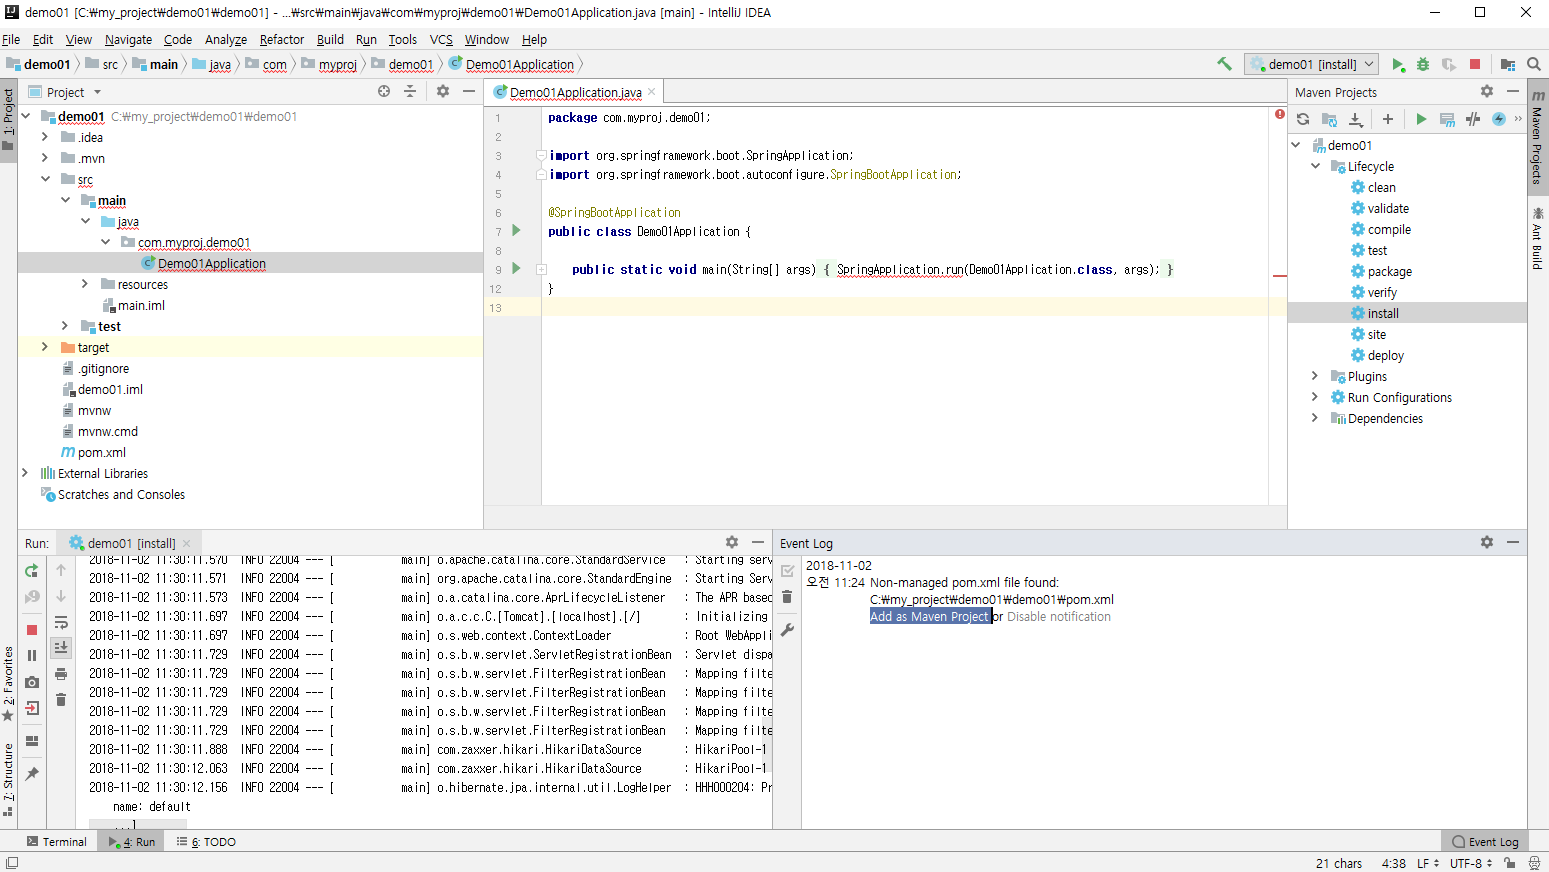 demo01 [C:₩my_project₩demo01₩demo01] - ...₩src₩main₩java₩com₩myproj₩demo01₩Demo01Application.java [main] - IntelliJ IDEA
File Edit View Navigate Code Analyze Refactor Build Run Tools VCS Window Help
demo01 src main java com myproj demo01 Demo01Application demo01 [install]
1: Project
2: Favorites
7: Structure
Project
demo01 C:₩my_project₩demo01₩demo01
.idea
.mvn
src
main
java
com.myproj.demo01
Demo01Application
resources
main.iml
test
target
.gitignore
demo01.iml
mvnw
mvnw.cmd
pom.xml
External Libraries
Scratches and Consoles
Demo01Application.java
1 package com.myproj.demo01;
2
3 import org.springframework.boot.SpringApplication;
4 import org.springframework.boot.autoconfigure.SpringBootApplication;
5
6 @SpringBootApplication
7 public class Demo01Application {
8
9 public static void main(String[] args) { SpringApplication.run(Demo01Application.class, args); }
12 }
13
Maven Projects
demo01
Lifecycle
clean
validate
compile
test
package
verify
install
site
deploy
Plugins
Run Configurations
Dependencies
Maven Projects
Ant Build
Run: demo01 [install]
2018-11-02 11:30:11.570 INFO 22004 --- [ main] o.apache.catalina.core.StandardService : Starting serv
2018-11-02 11:30:11.571 INFO 22004 --- [ main] org.apache.catalina.core.StandardEngine : Starting Serv
2018-11-02 11:30:11.573 INFO 22004 --- [ main] o.a.catalina.core.AprLifecycleListener : The APR based
2018-11-02 11:30:11.697 INFO 22004 --- [ main] o.a.c.c.C.[Tomcat].[localhost].[/] : Initializing
2018-11-02 11:30:11.697 INFO 22004 --- [ main] o.s.web.context.ContextLoader : Root WebAppli
2018-11-02 11:30:11.729 INFO 22004 --- [ main] o.s.b.w.servlet.ServletRegistrationBean : Servlet dispa
2018-11-02 11:30:11.729 INFO 22004 --- [ main] o.s.b.w.servlet.FilterRegistrationBean : Mapping filte
2018-11-02 11:30:11.729 INFO 22004 --- [ main] o.s.b.w.servlet.FilterRegistrationBean : Mapping filte
2018-11-02 11:30:11.729 INFO 22004 --- [ main] o.s.b.w.servlet.FilterRegistrationBean : Mapping filte
2018-11-02 11:30:11.729 INFO 22004 --- [ main] o.s.b.w.servlet.FilterRegistrationBean : Mapping filte
2018-11-02 11:30:11.888 INFO 22004 --- [ main] com.zaxxer.hikari.HikariDataSource : HikariPool-1
2018-11-02 11:30:12.063 INFO 22004 --- [ main] com.zaxxer.hikari.HikariDataSource : HikariPool-1
2018-11-02 11:30:12.156 INFO 22004 --- [ main] o.hibernate.jpa.internal.util.LogHelper : HHH000204: Pr
name: default
...]
Event Log
2018-11-02
오전 11:24 Non-managed pom.xml file found:
C:₩my_project₩demo01₩demo01₩pom.xml
Add as Maven Project or Disable notification
Terminal 4: Run 6: TODO Event Log
21 chars 4:38 LF UTF-8